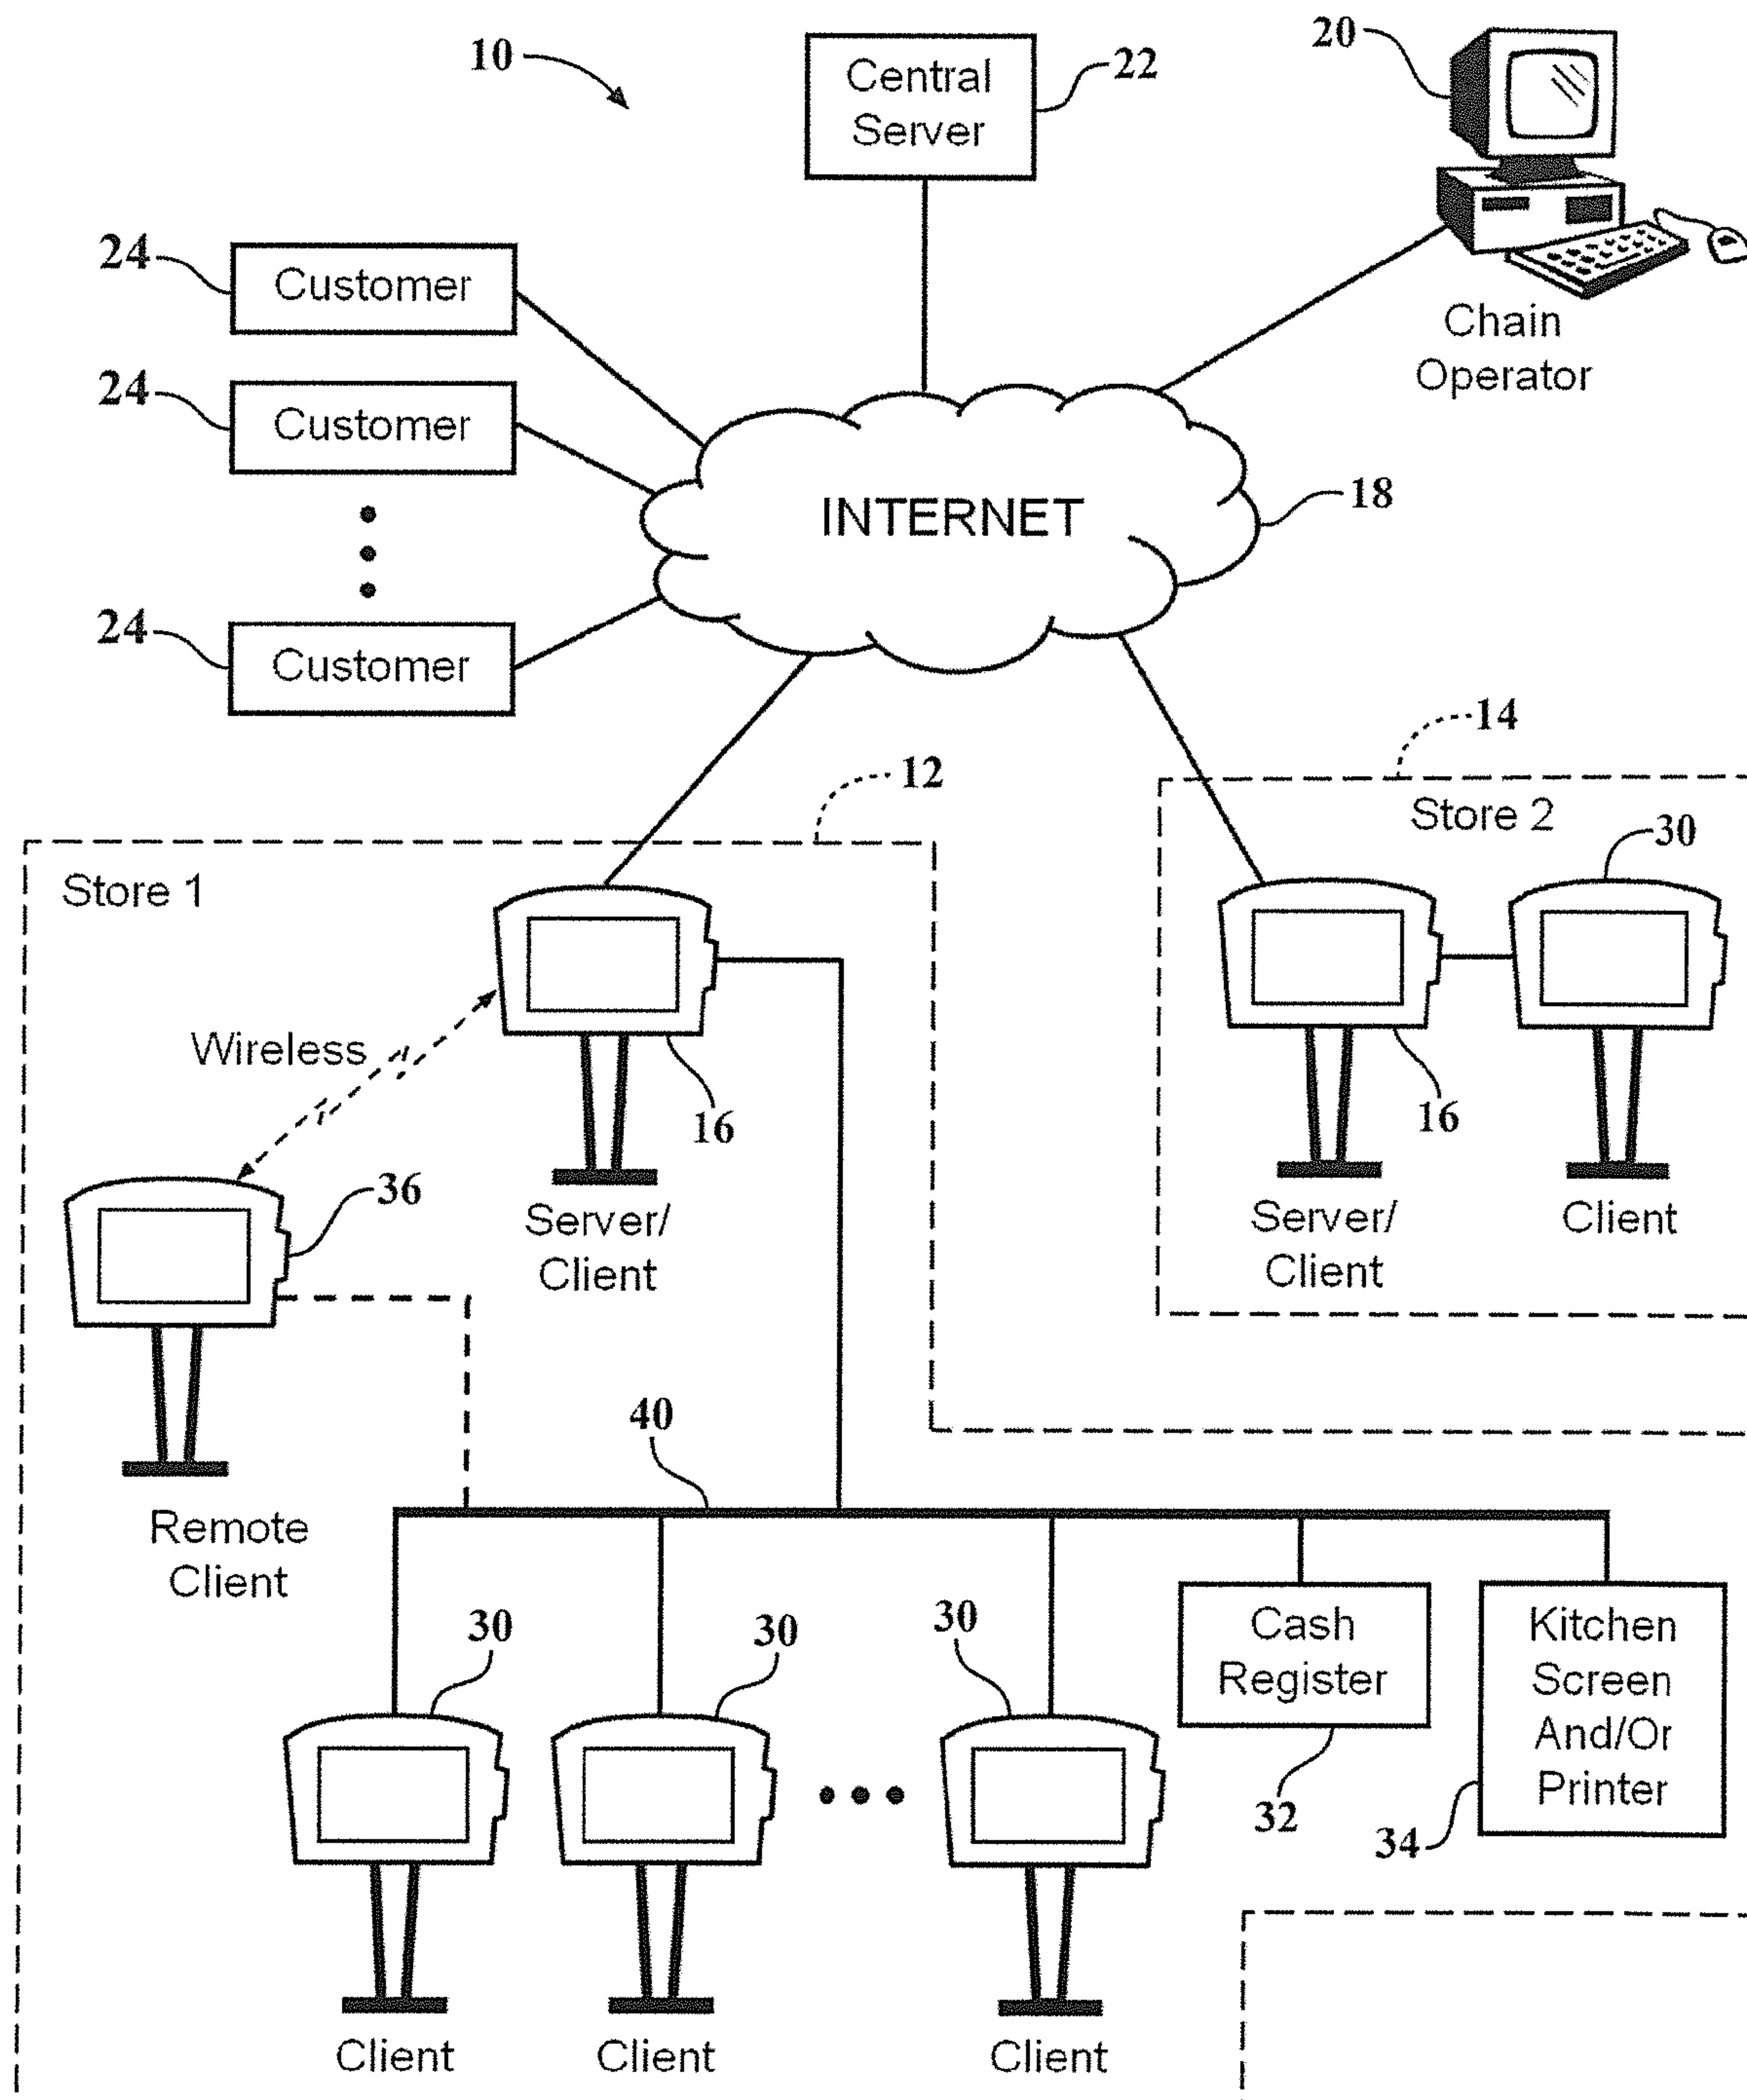 10
Central
Server
22
20
Chain
Operator
24
Customer
24
Customer
24
Customer
INTERNET
18
12
14
Store 1
Store 2
30
Wireless
16
Server/
Client
16
Server/
Client
Client
36
Remote
Client
40
30
30
30
Client
Client
Client
Cash
Register
32
Kitchen
Screen
And/Or
Printer
34